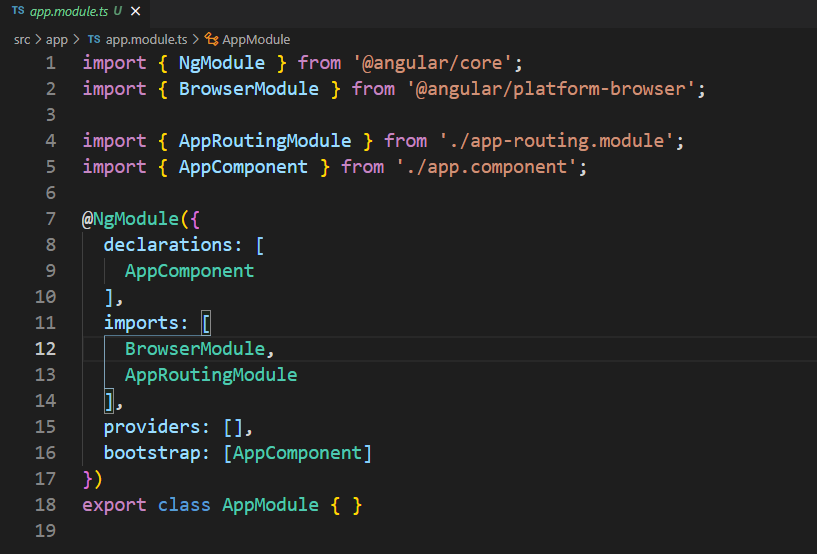 TS app.module.ts U ×
src > app > TS app.module.ts > AppModule
1 import { NgModule } from '@angular/core';
2 import { BrowserModule } from '@angular/platform-browser';
3
4 import { AppRoutingModule } from './app-routing.module';
5 import { AppComponent } from './app.component';
6
7 @NgModule({
8   declarations: [
9     AppComponent
10   ],
11   imports: [
12     BrowserModule,
13     AppRoutingModule
14   ],
15   providers: [],
16   bootstrap: [AppComponent]
17 })
18 export class AppModule { }
19